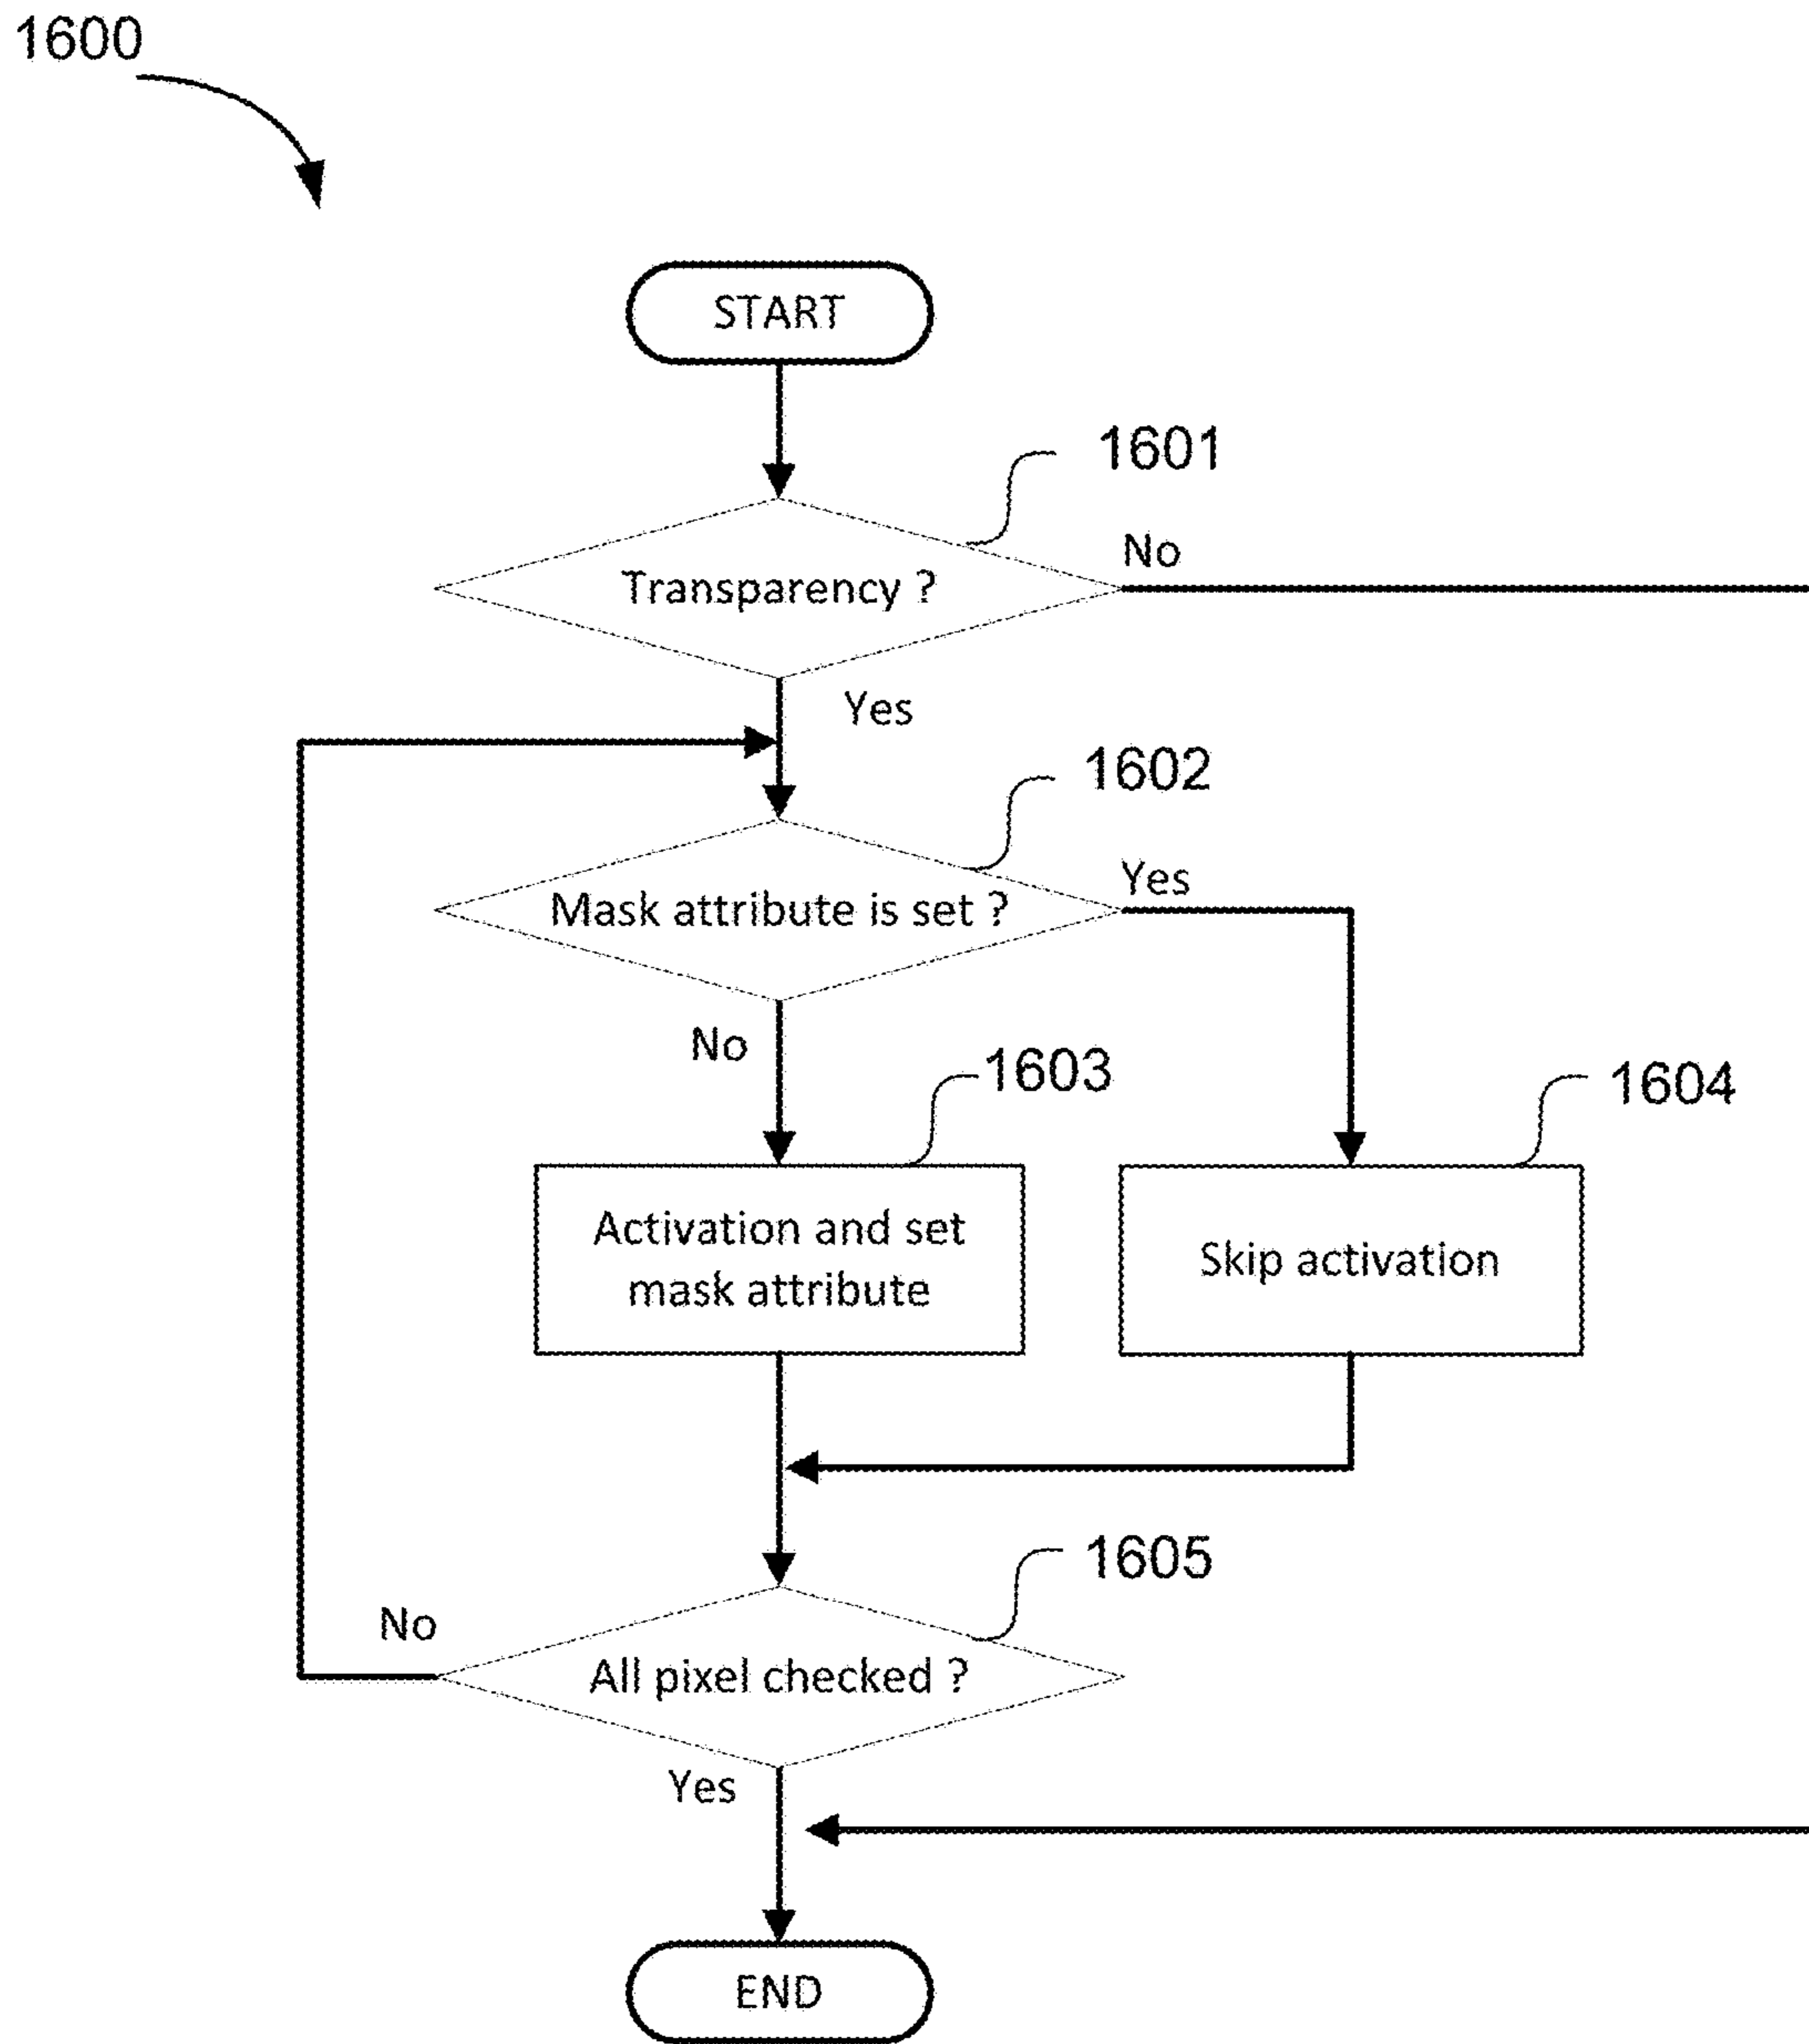 1600
START
1601
No
Transparency ?
Yes
1602
Yes
Mask attribute is set ?
No
1603
1604
Activation and set
mask attribute
Skip activation
1605
No
All pixel checked ?
Yes
END